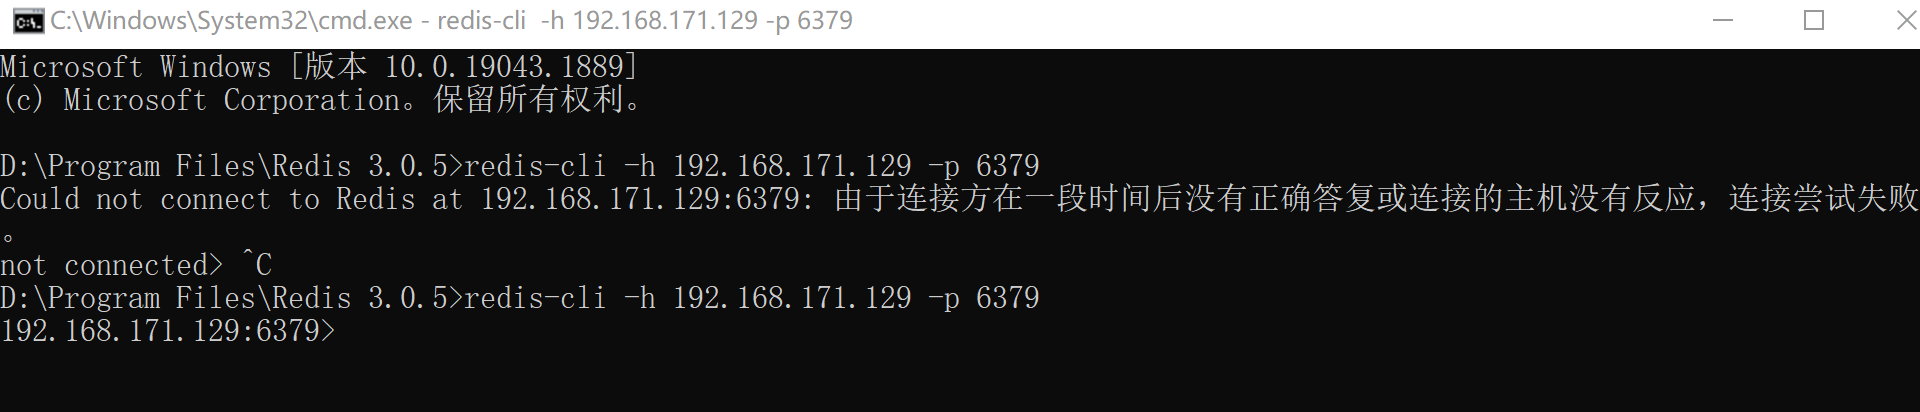 C:\Windows\System32\cmd.exe - redis-cli  -h 192.168.171.129 -p 6379
Microsoft Windows [版本 10.0.19043.1889]
(c) Microsoft Corporation。保留所有权利。
D:\Program Files\Redis 3.0.5>redis-cli -h 192.168.171.129 -p 6379
Could not connect to Redis at 192.168.171.129:6379: 由于连接方在一段时间后没有正确答复或连接的主机没有反应，连接尝试失败
。
not connected> ^C
D:\Program Files\Redis 3.0.5>redis-cli -h 192.168.171.129 -p 6379
192.168.171.129:6379>